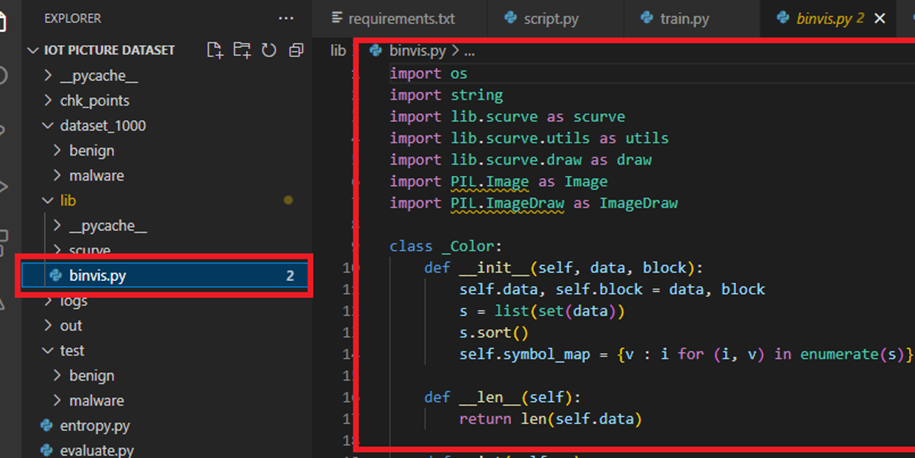 EXPLORER
IOT PICTURE DATASET
__pycache__
chk_points
dataset_1000
benign
malware
lib
__pycache__
scurve
binvis.py 2
logs
out
test
benign
malware
entropy.py
evaluate.py
requirements.txt script.py train.py binvis.py 2
lib binvis.py > ...
import os
import string
import lib.scurve as scurve
import lib.scurve.utils as utils
import lib.scurve.draw as draw
import PIL.Image as Image
import PIL.ImageDraw as ImageDraw
class _Color:
10 def __init__(self, data, block):
self.data, self.block = data, block
s = list(set(data))
s.sort()
self.symbol_map = {v : i for (i, v) in enumerate(s)}
def __len__(self):
return len(self.data)